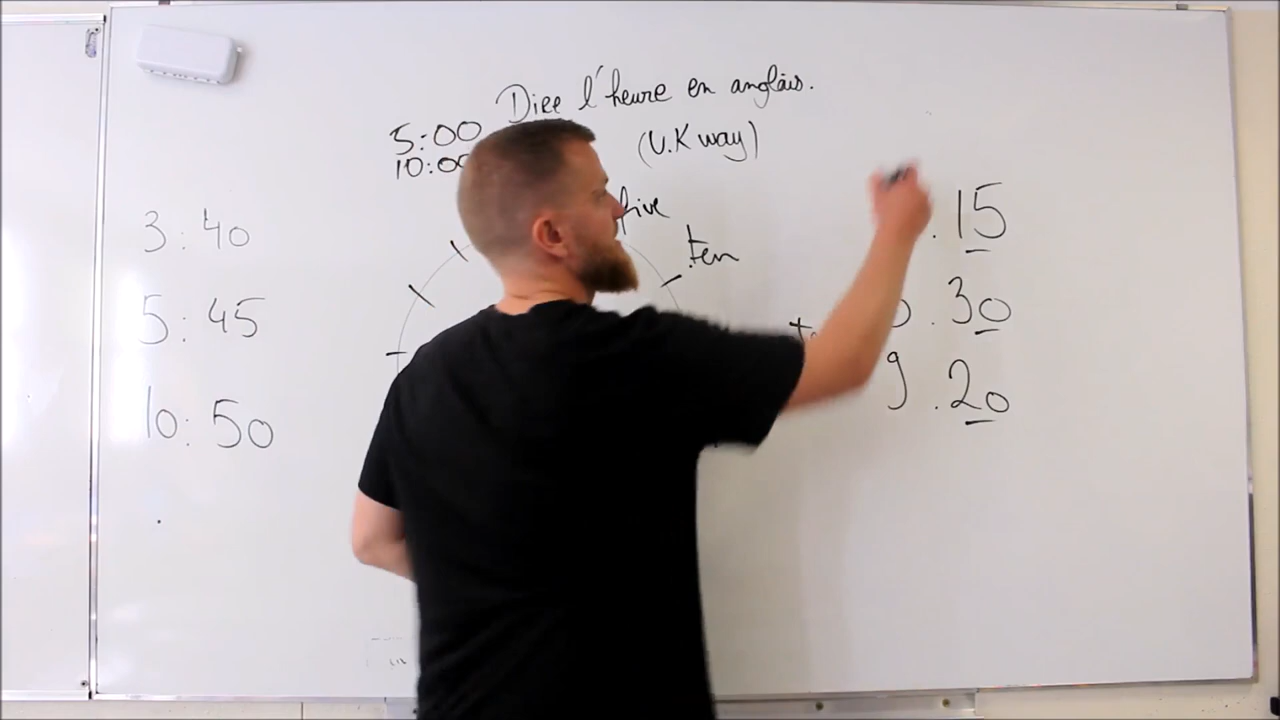 Dire l'heure en anglais.
5:00 (U.K way)
10:00
five
ten
3:40
5:45
10:50
.15
.30
9.20